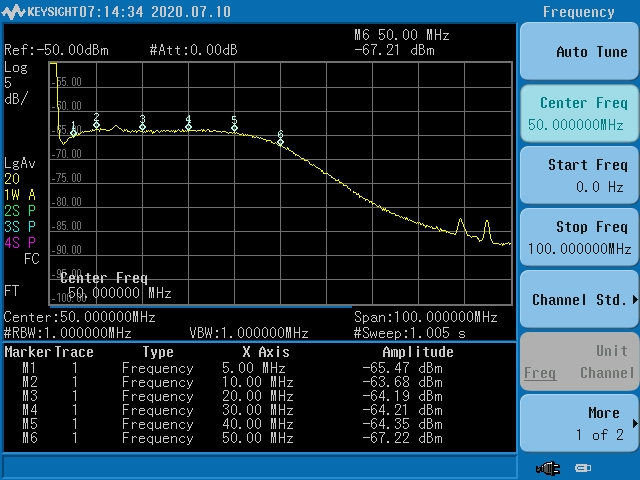 KEYSIGHT 07:14:34 2020.07.10
Frequency
M6 50.00 MHz
Ref:-50.00dBm #Att:0.00dB -67.21 dBm
Log
5
dB/
LgAv
20
1W A
2S P
3S P
4S P
FC
FT
-55.00
-60.00
-65.00
-70.00
-75.00
-80.00
-85.00
-90.00
-95.00
-100.00
1 2 3 4 5 6
Center Freq
50.000000 MHz
Center:50.000000MHz Span:100.000000MHz
#RBW:1.000000MHz VBW:1.000000MHz #Sweep:1.005 s
Marker Trace Type X Axis Amplitude
M1 1 Frequency 5.00 MHz -65.47 dBm
M2 1 Frequency 10.00 MHz -63.68 dBm
M3 1 Frequency 20.00 MHz -64.19 dBm
M4 1 Frequency 30.00 MHz -64.21 dBm
M5 1 Frequency 40.00 MHz -64.35 dBm
M6 1 Frequency 50.00 MHz -67.22 dBm
Auto Tune
Center Freq
50.000000MHz
Start Freq
0.0 Hz
Stop Freq
100.000000MHz
Channel Std.
Unit
Freq Channel
More
1 of 2